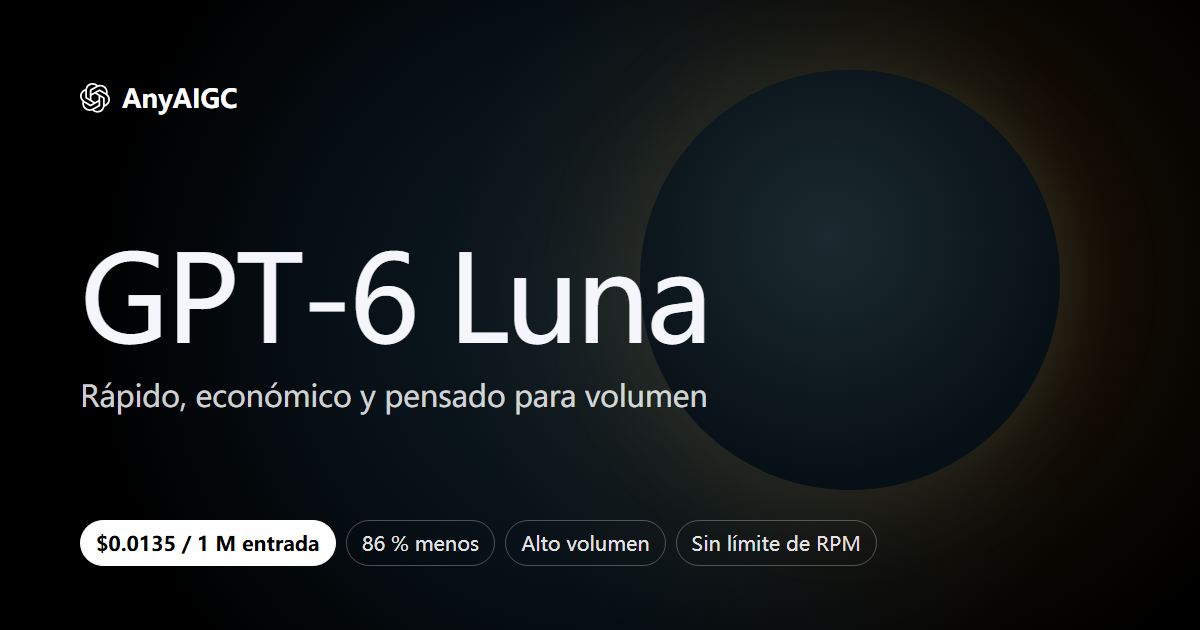 AnyAIGC
GPT-6 Luna
Rápido, económico y pensado para volumen
$0.0135 / 1 M entrada
86 % menos
Alto volumen
Sin límite de RPM